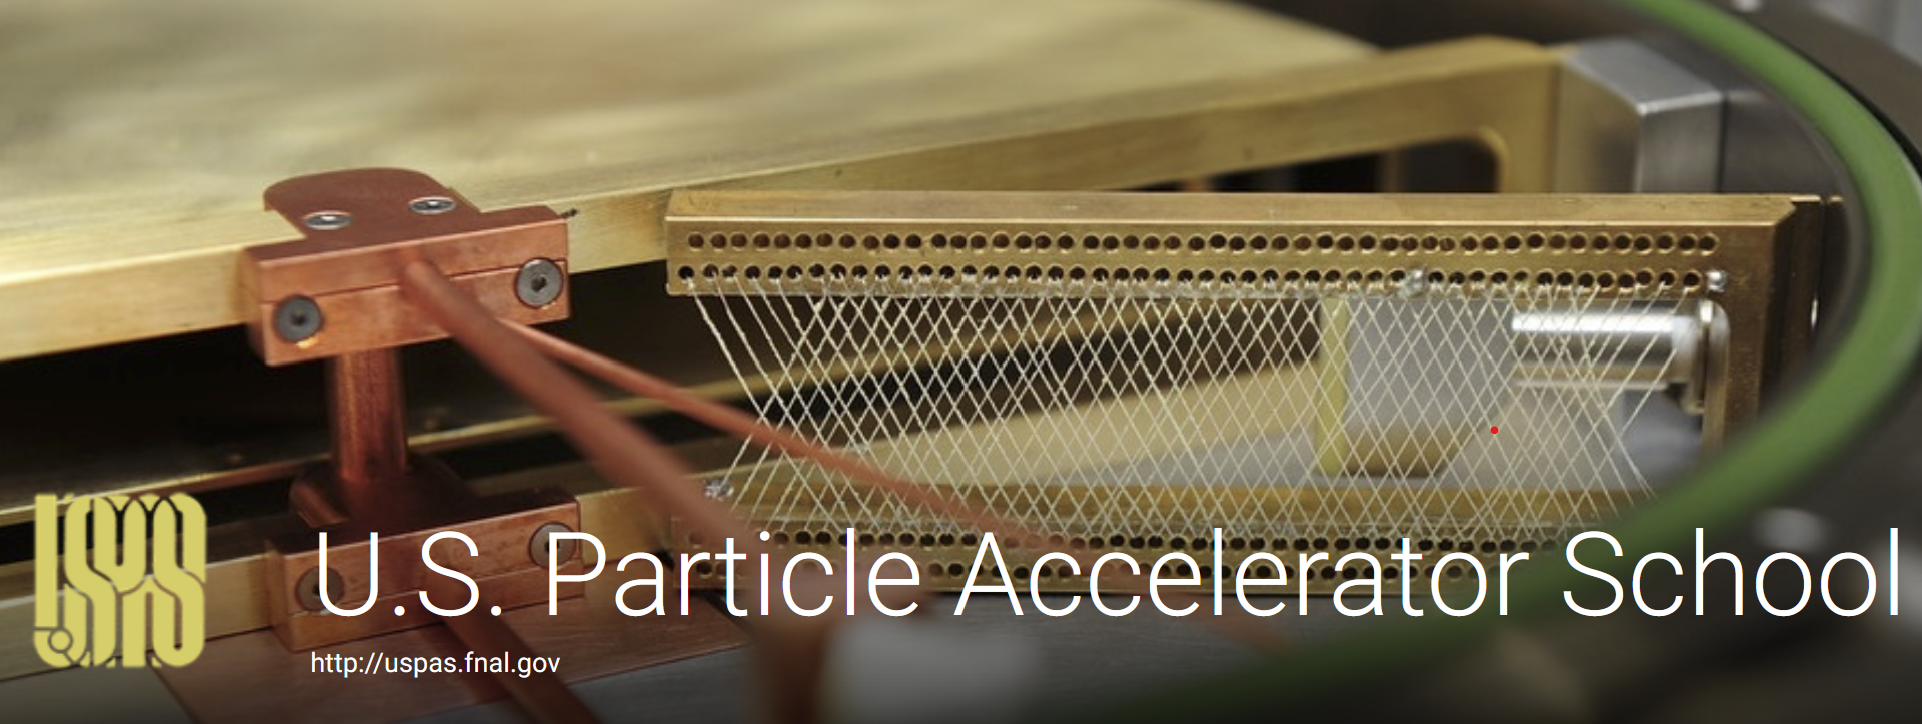 U.S. Particle Accelerator School
http://uspas.fnal.gov